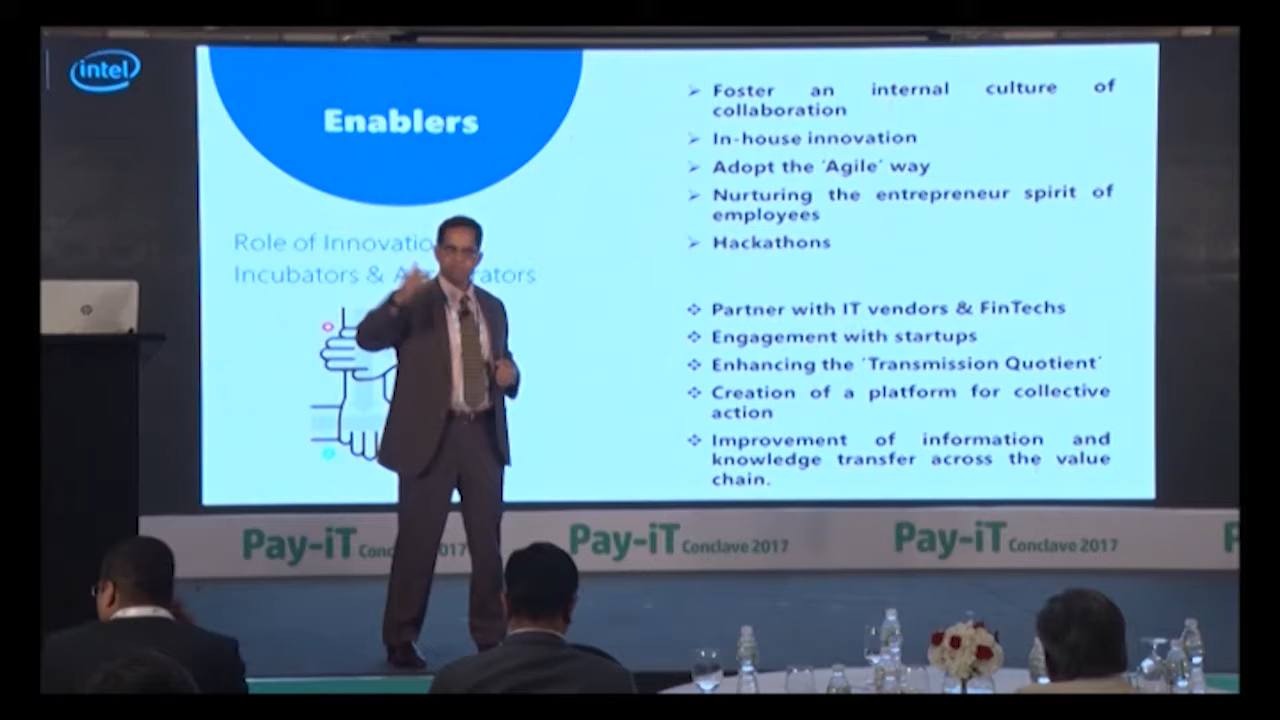 intel
Enablers
Role of Innovatio
Incubators & A rators
➢ Foster an internal culture of
collaboration
➢ In-house innovation
➢ Adopt the ´Agile´ way
➢ Nurturing the entrepreneur spirit of
employees
➢ Hackathons
❖ Partner with IT vendors & FinTechs
❖ Engagement with startups
❖ Enhancing the ´Transmission Quotient´
❖ Creation of a platform for collective
action
❖ Improvement of information and
knowledge transfer across the value
chain.
hp
Pay-iT Conc 2017
Pay-iT Conclave 2017
Pay-iT Conclave 2017
P